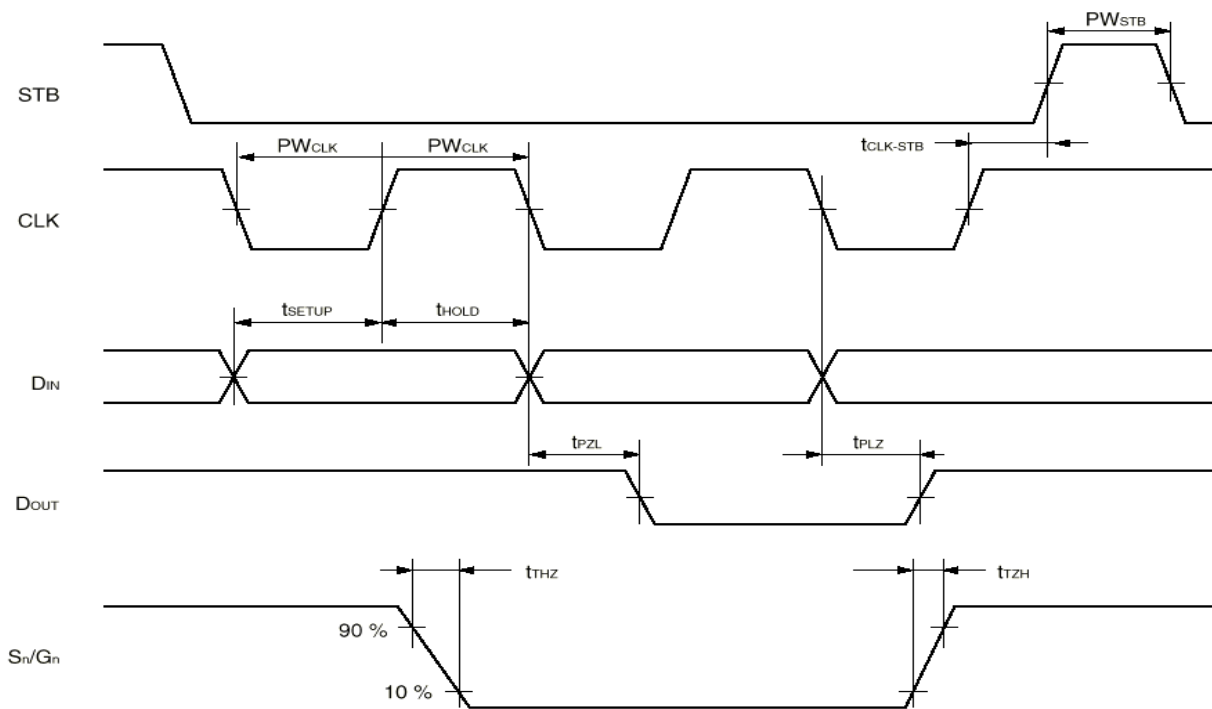 PWSTB
STB
PWCLK PWCLK
tCLK-STB
CLK
tSETUP tHOLD
DIN
tPZL tPLZ
DOUT
tTHZ tTZH
90 %
Sn/Gn
10 %